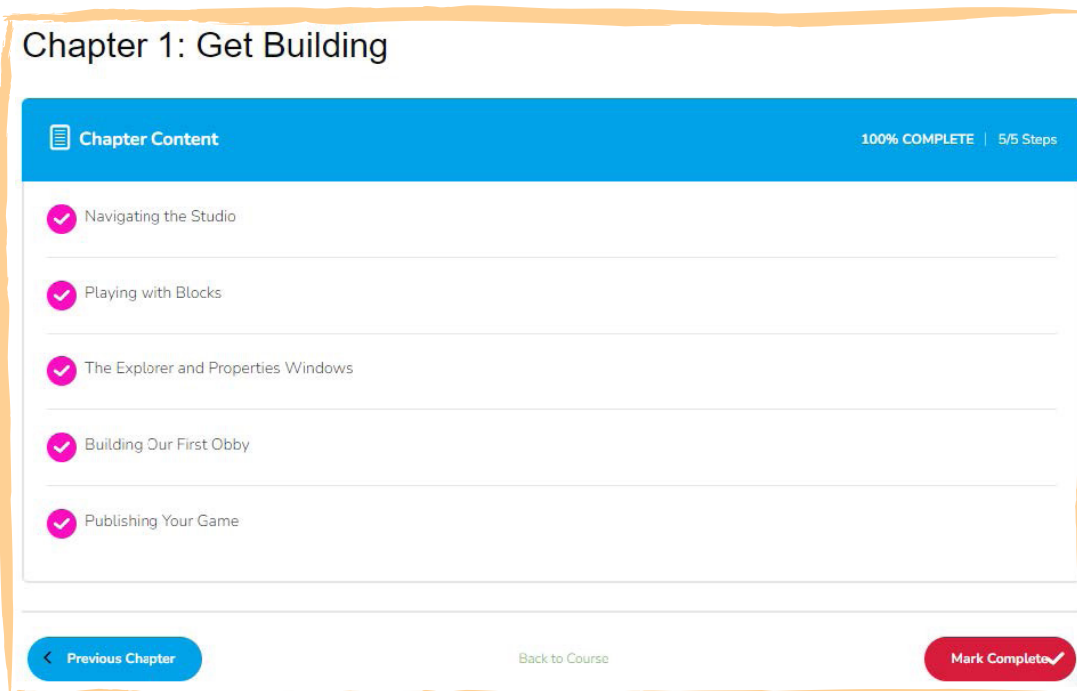 Chapter 1: Get Building
Chapter Content
100% COMPLETE | 5/5 Steps
Navigating the Studio
Playing with Blocks
The Explorer and Properties Windows
Building Our First Obby
Publishing Your Game
Previous Chapter
Back to Course
Mark Complete